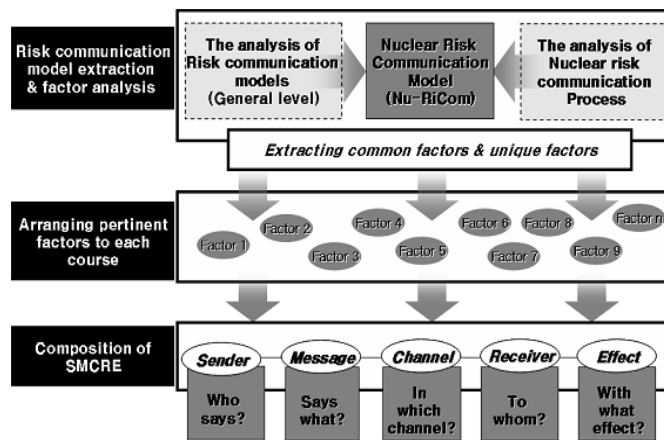 Risk communication
model extraction
& factor analysis
The analysis of
Risk communication
models
(General level)
Nuclear Risk
Communication
Model
(Nu-RiCom)
The analysis of
Nuclear risk
communication
Process
Extracting common factors & unique factors
Arranging pertinent
factors to each
course
Factor 1
Factor 2
Factor 3
Factor 4
Factor 5
Factor 6
Factor 7
Factor 8
Factor 9
Factor n
Composition of
SMCRE
Sender
Message
Channel
Receiver
Effect
Who
says?
Says
what?
In
which
channel?
To
whom?
With
what
effect?